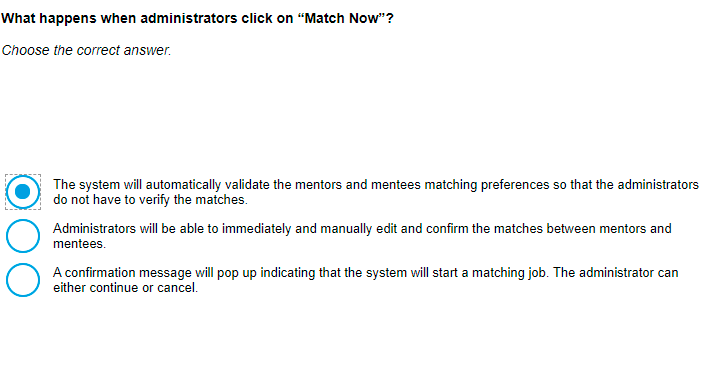 What happens when administrators click on “Match Now”?
Choose the correct answer.
The system will automatically validate the mentors and mentees matching preferences so that the administrators
do not have to verify the matches.
Administrators will be able to immediately and manually edit and confirm the matches between mentors and
mentees.
A confirmation message will pop up indicating that the system will start a matching job. The administrator can
either continue or cancel.